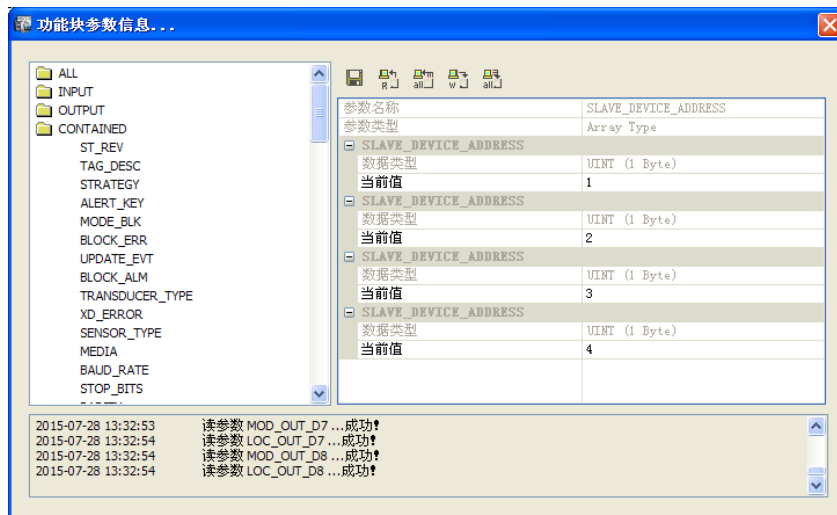 功能块参数信息...
ALL
INPUT
OUTPUT
CONTAINED
ST_REV
TAG_DESC
STRATEGY
ALERT_KEY
MODE_BLK
BLOCK_ERR
UPDATE_EVT
BLOCK_ALM
TRANSDUCER_TYPE
XD_ERROR
SENSOR_TYPE
MEDIA
BAUD_RATE
STOP_BITS
R all W all
参数名称 SLAVE_DEVICE_ADDRESS
参数类型 Array Type
SLAVE_DEVICE_ADDRESS
数据类型 UINT (1 Byte)
当前值 1
SLAVE_DEVICE_ADDRESS
数据类型 UINT (1 Byte)
当前值 2
SLAVE_DEVICE_ADDRESS
数据类型 UINT (1 Byte)
当前值 3
SLAVE_DEVICE_ADDRESS
数据类型 UINT (1 Byte)
当前值 4
2015-07-28 13:32:53 读参数 MOD_OUT_D7 ...成功!
2015-07-28 13:32:54 读参数 LOC_OUT_D7 ...成功!
2015-07-28 13:32:54 读参数 MOD_OUT_D8 ...成功!
2015-07-28 13:32:54 读参数 LOC_OUT_D8 ...成功!